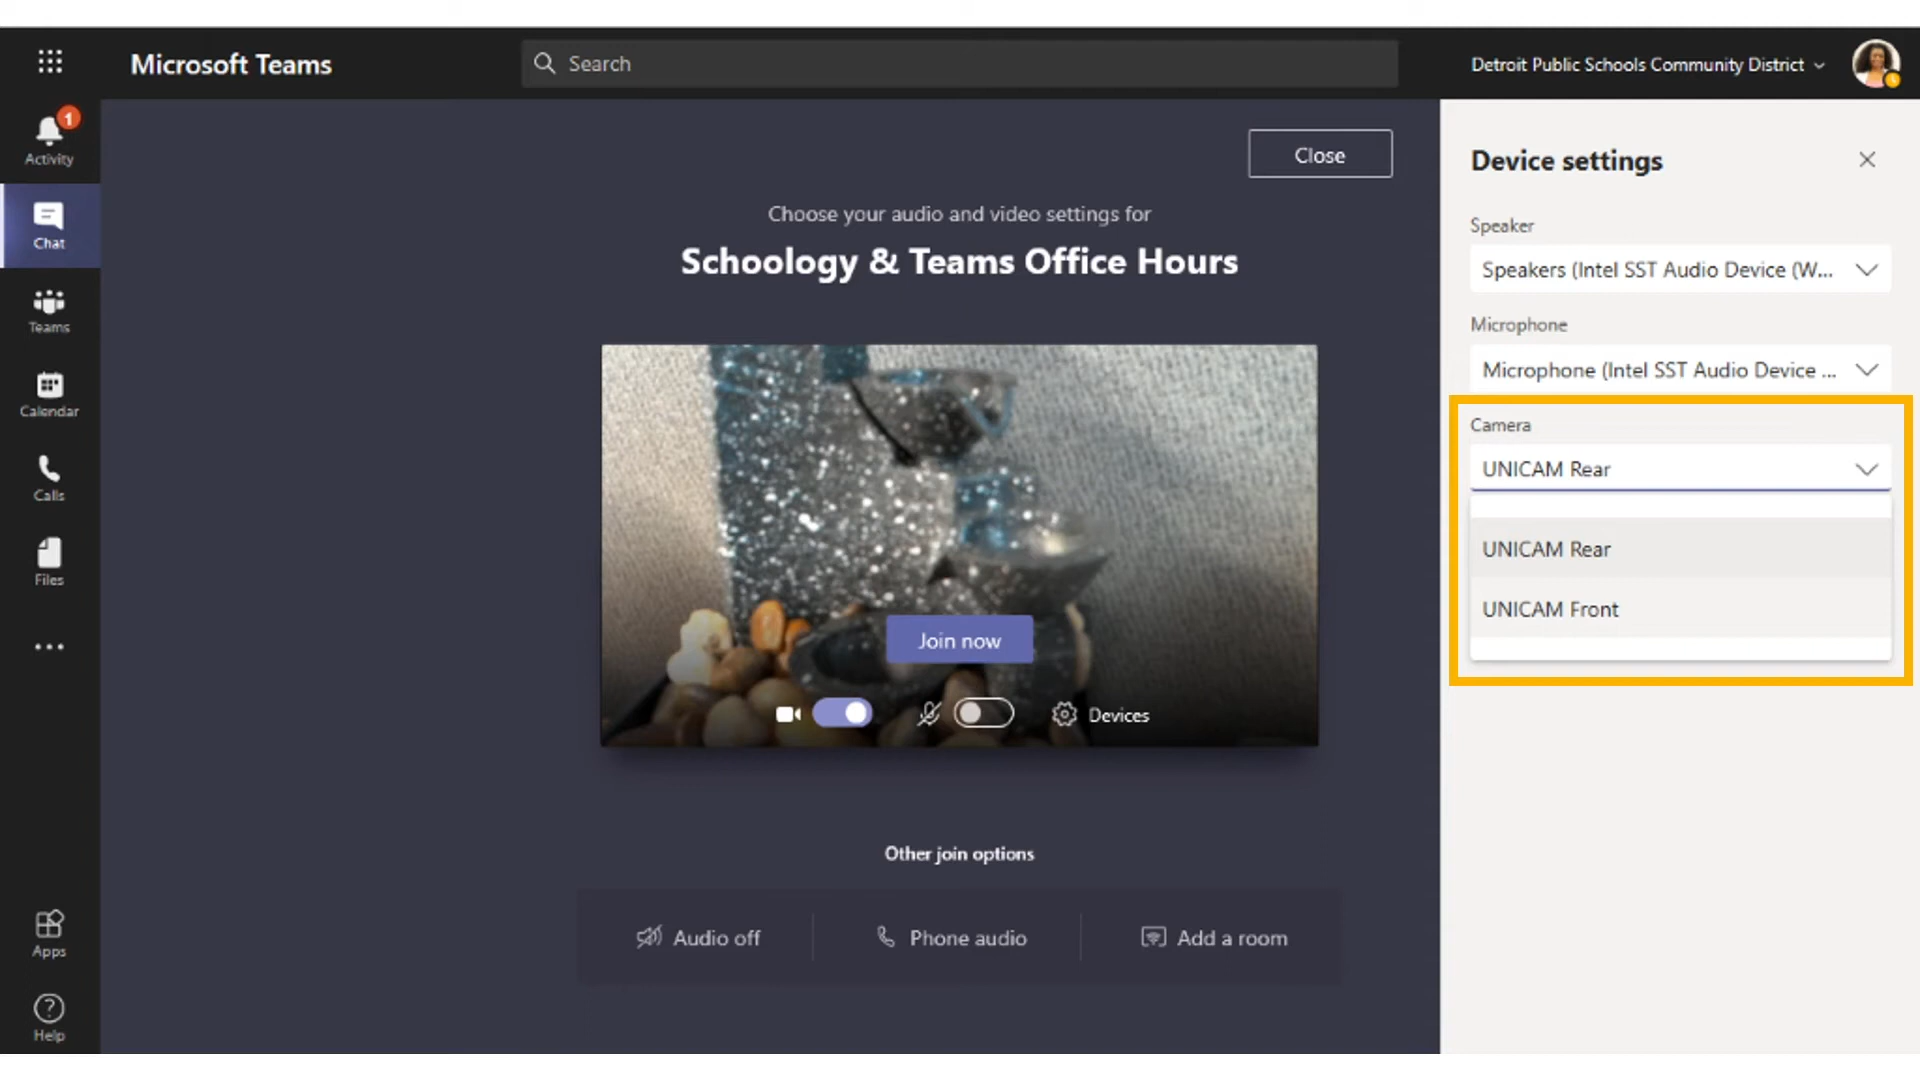 Microsoft Teams
Search
Detroit Public Schools Community District
1
Activity
Chat
Teams
Calendar
Calls
Files
Apps
Help
Close
Choose your audio and video settings for
Schoology & Teams Office Hours
Join now
Devices
Other join options
Audio off
Phone audio
Add a room
Device settings
Speaker
Speakers (Intel SST Audio Device (W...
Microphone
Microphone (Intel SST Audio Device ...
Camera
UNICAM Rear
UNICAM Rear
UNICAM Front